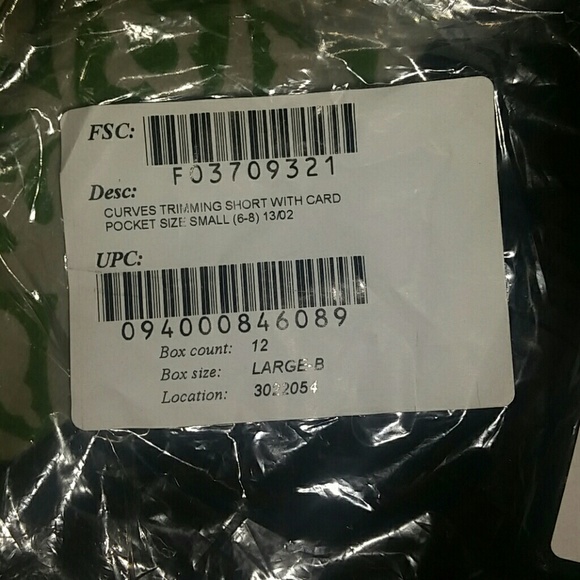 FSC:
F03709321
Desc:
CURVES TRIMMING SHORT WITH CARD
POCKET SIZE SMALL (6-8) 13/02
UPC:
094000846089
Box count: 12
Box size: LARGE-B
Location: